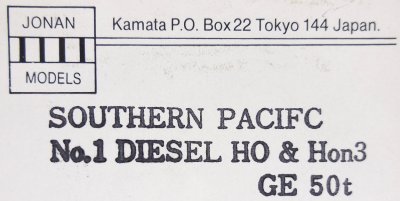 JONAN
MODELS
Kamata P.O. Box 22 Tokyo 144 Japan.
SOUTHERN PACIFC
No.1 DIESEL HO & Hon3
GE 50t